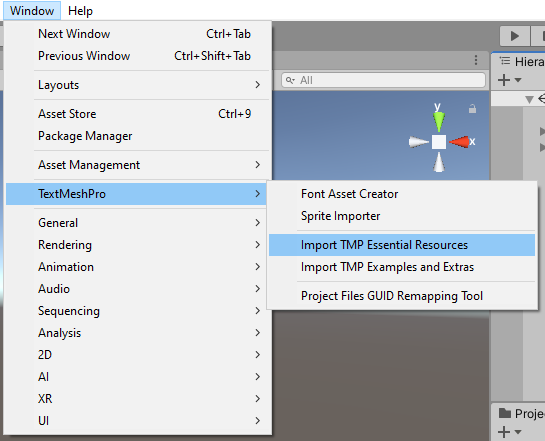 Window Help
Next Window Ctrl+Tab
Previous Window Ctrl+Shift+Tab
Layouts
Asset Store Ctrl+9
Package Manager
Asset Management
TextMeshPro
General
Rendering
Animation
Audio
Sequencing
Analysis
2D
AI
XR
UI
Font Asset Creator
Sprite Importer
Import TMP Essential Resources
Import TMP Examples and Extras
Project Files GUID Remapping Tool
All
y
x
Hiera
Proje